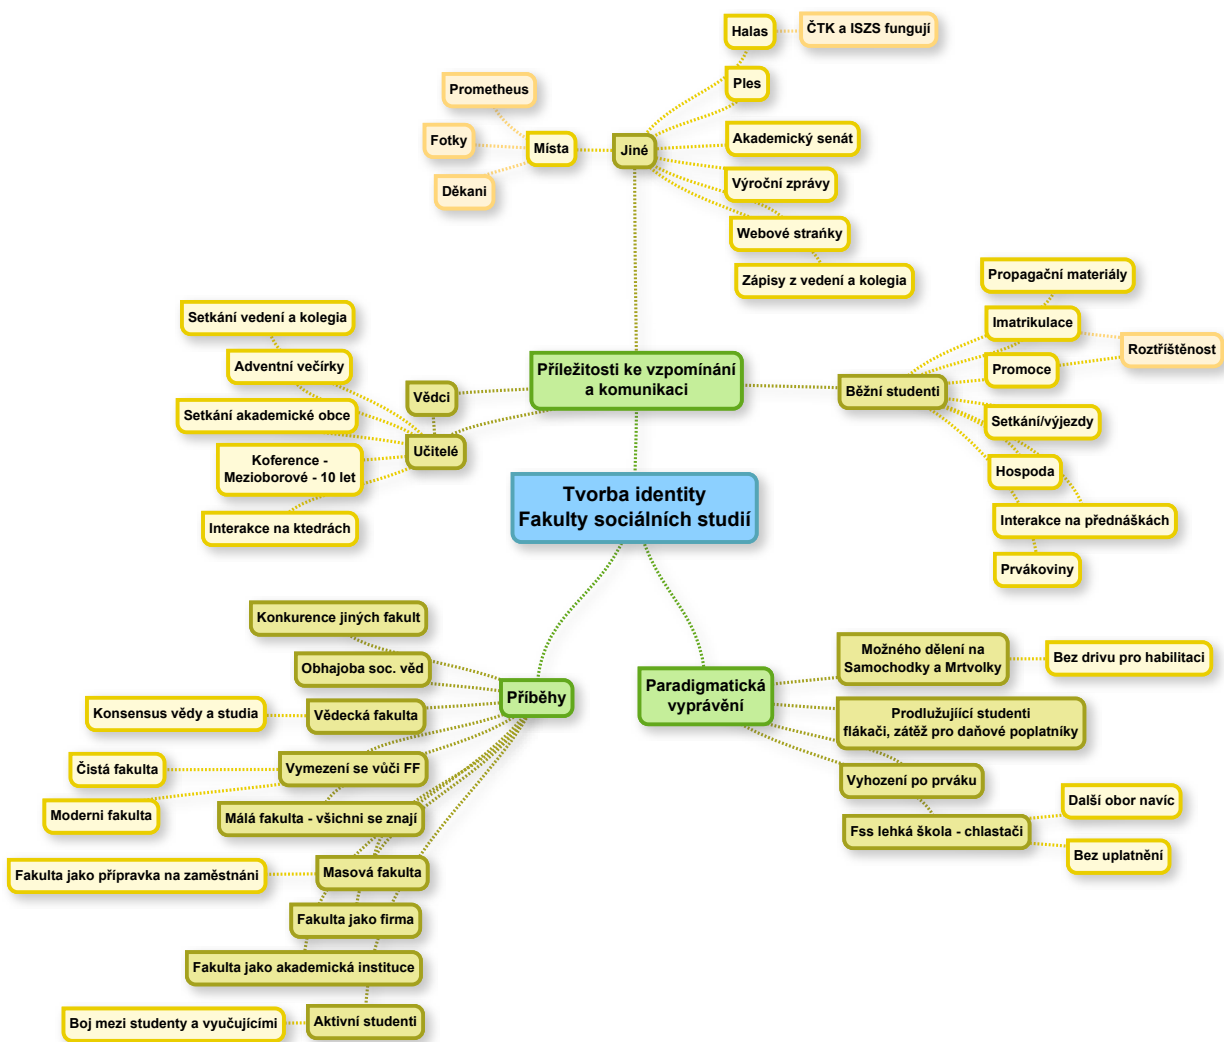 Halas
ČTK a ISZS fungují
Ples
Prometheus
Fotky
Místa
Jiné
Akademický senát
Děkani
Výroční zprávy
Webové strańky
Zápisy z vedení a kolegia
Propagační materiály
Setkání vedení a kolegia
Imatrikulace
Roztříštěnost
Adventní večírky
Příležitosti ke vzpomínání
a komunikaci
Promoce
Vědci
Běžní studenti
Setkání akademické obce
Setkání/výjezdy
Učitelé
Koference -
Mezioborové - 10 let
Hospoda
Interakce na ktedrách
Interakce na přednáškách
Tvorba identity
Fakulty sociálních studií
Prvákoviny
Konkurence jiných fakult
Obhajoba soc. věd
Možného dělení na
Samochodky a Mrtvolky
Bez drivu pro habilitaci
Příběhy
Paradigmatická
vyprávění
Konsensus vědy a studia
Vědecká fakulta
Prodlužujíící studenti
flákači, zátěž pro daňové poplatníky
Čistá fakulta
Vymezení se vůči FF
Vyhození po prváku
Moderni fakulta
Málá fakulta - všichni se znají
Další obor navíc
Fss lehká škola - chlastači
Bez uplatnění
Fakulta jako přípravka na zaměstnáni
Masová fakulta
Fakulta jako firma
Fakulta jako akademická instituce
Boj mezi studenty a vyučujícími
Aktivní studenti